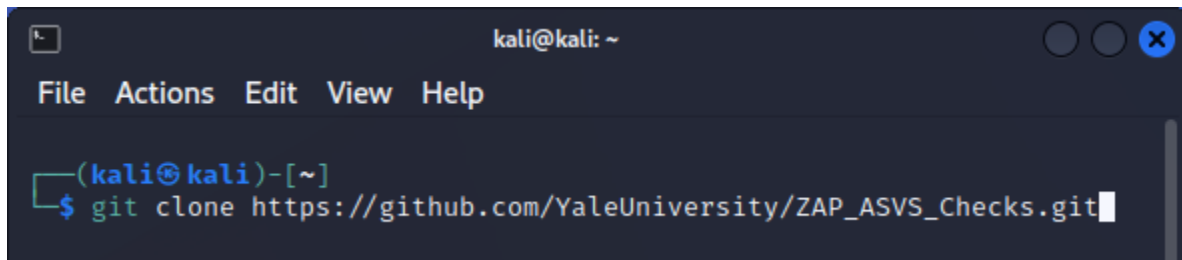 kali@kali: ~
File Actions Edit View Help
┌──(kali㉿kali)-[~]
└─$ git clone https://github.com/YaleUniversity/ZAP_ASVS_Checks.git